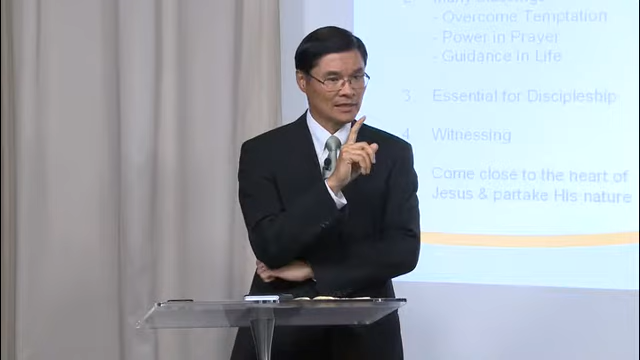 - Overcome Temptation
- Power in Prayer
- Guidance in Life
3. Essential for Discipleship
4. Witnessing
Come close to the heart of
Jesus & partake His nature